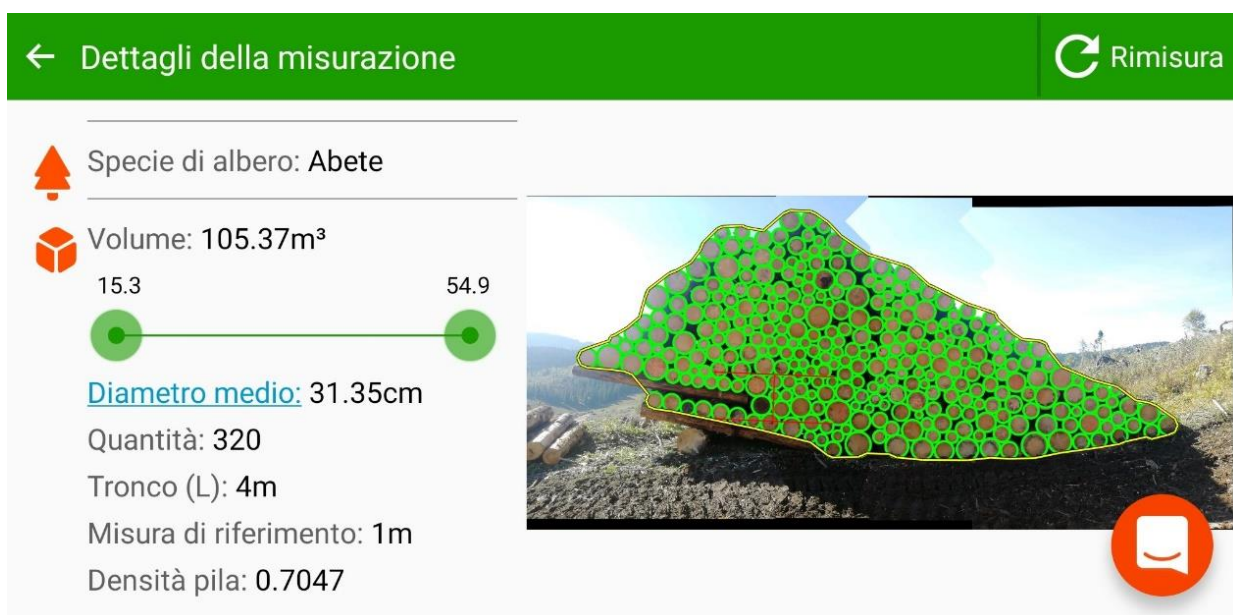 Dettagli della misurazione
Rimisura
Specie di albero: Abete
Volume: 105.37m³
15.3 54.9
Diametro medio: 31.35cm
Quantità: 320
Tronco (L): 4m
Misura di riferimento: 1m
Densità pila: 0.7047